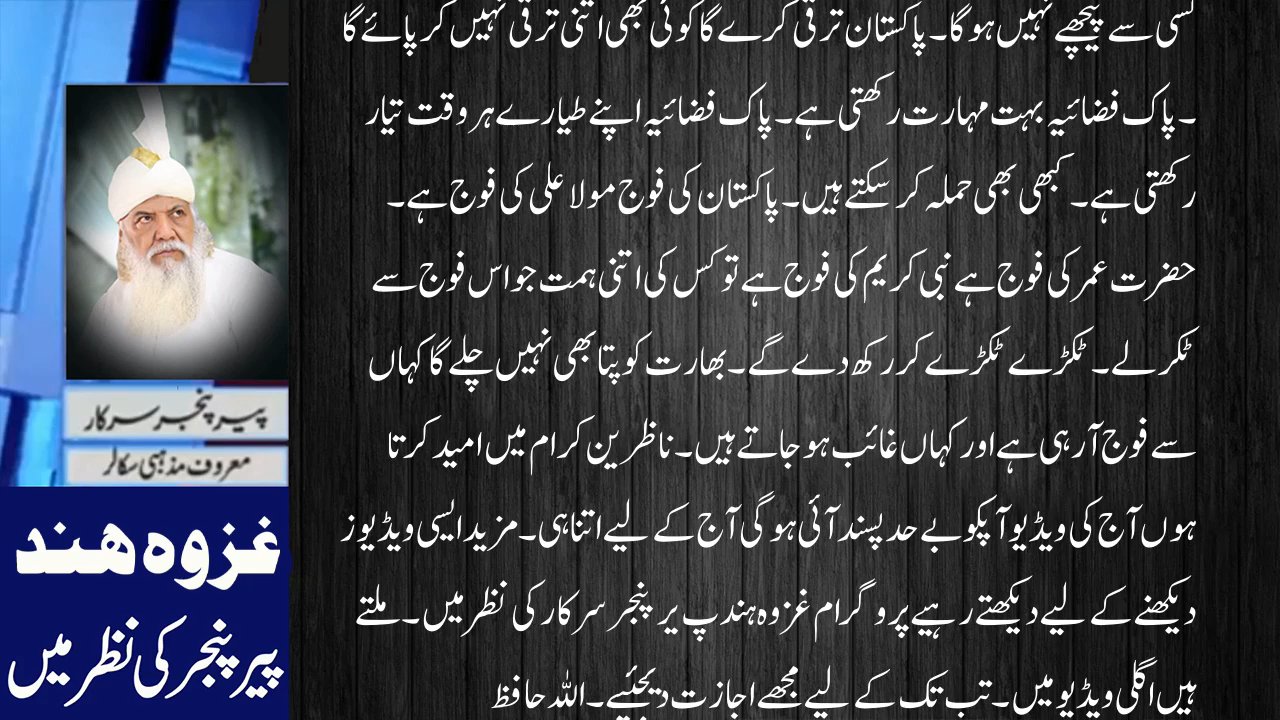 کسی سے پیچھے نہیں ہو گا۔ پاکستان ترقی کرے گا کوئی بھی اتنی ترقی نہیں کر پائے گا
۔پاک فضائیہ بہت مہارت رکھتی ہے۔ پاک فضائیہ اپنے طیارے ہر وقت تیار
رکھتی ہے۔ کبھی بھی حملہ کر سکتے ہیں۔ پاکستان کی فوج مولا علی کی فوج ہے۔
حضرت عمر کی فوج ہے نبی کریم کی فوج ہے تو کس کی اتنی ہمت جو اس فوج سے
ٹکر لے۔ ٹکڑے ٹکڑے کر رکھ دے گے۔ بھارت کو پتا بھی نہیں چلے گا کہاں
سے فوج آ رہی ہے اور کہاں غائب ہو جاتے ہیں۔ ناظرین کرام میں امید کرتا
ہوں آج کی ویڈیو آپکو بے حد پسند آئی ہو گی آج کے لیے اتنا ہی۔ مزید ایسی ویڈیوز
دیکھنے کے لیے دیکھتے رہیے پروگرام غزوہ ہند پیر پنجر سرکار کی نظر میں۔ ملتے
ہیں اگلی ویڈیو میں۔ تب تک کے لیے مجھے اجازت دیجئیے۔ اللہ حافظ
پیر پنجر سرکار
معروف مذہبی سکالر
غزوہ ہند
پیر پنجر کی نظر میں